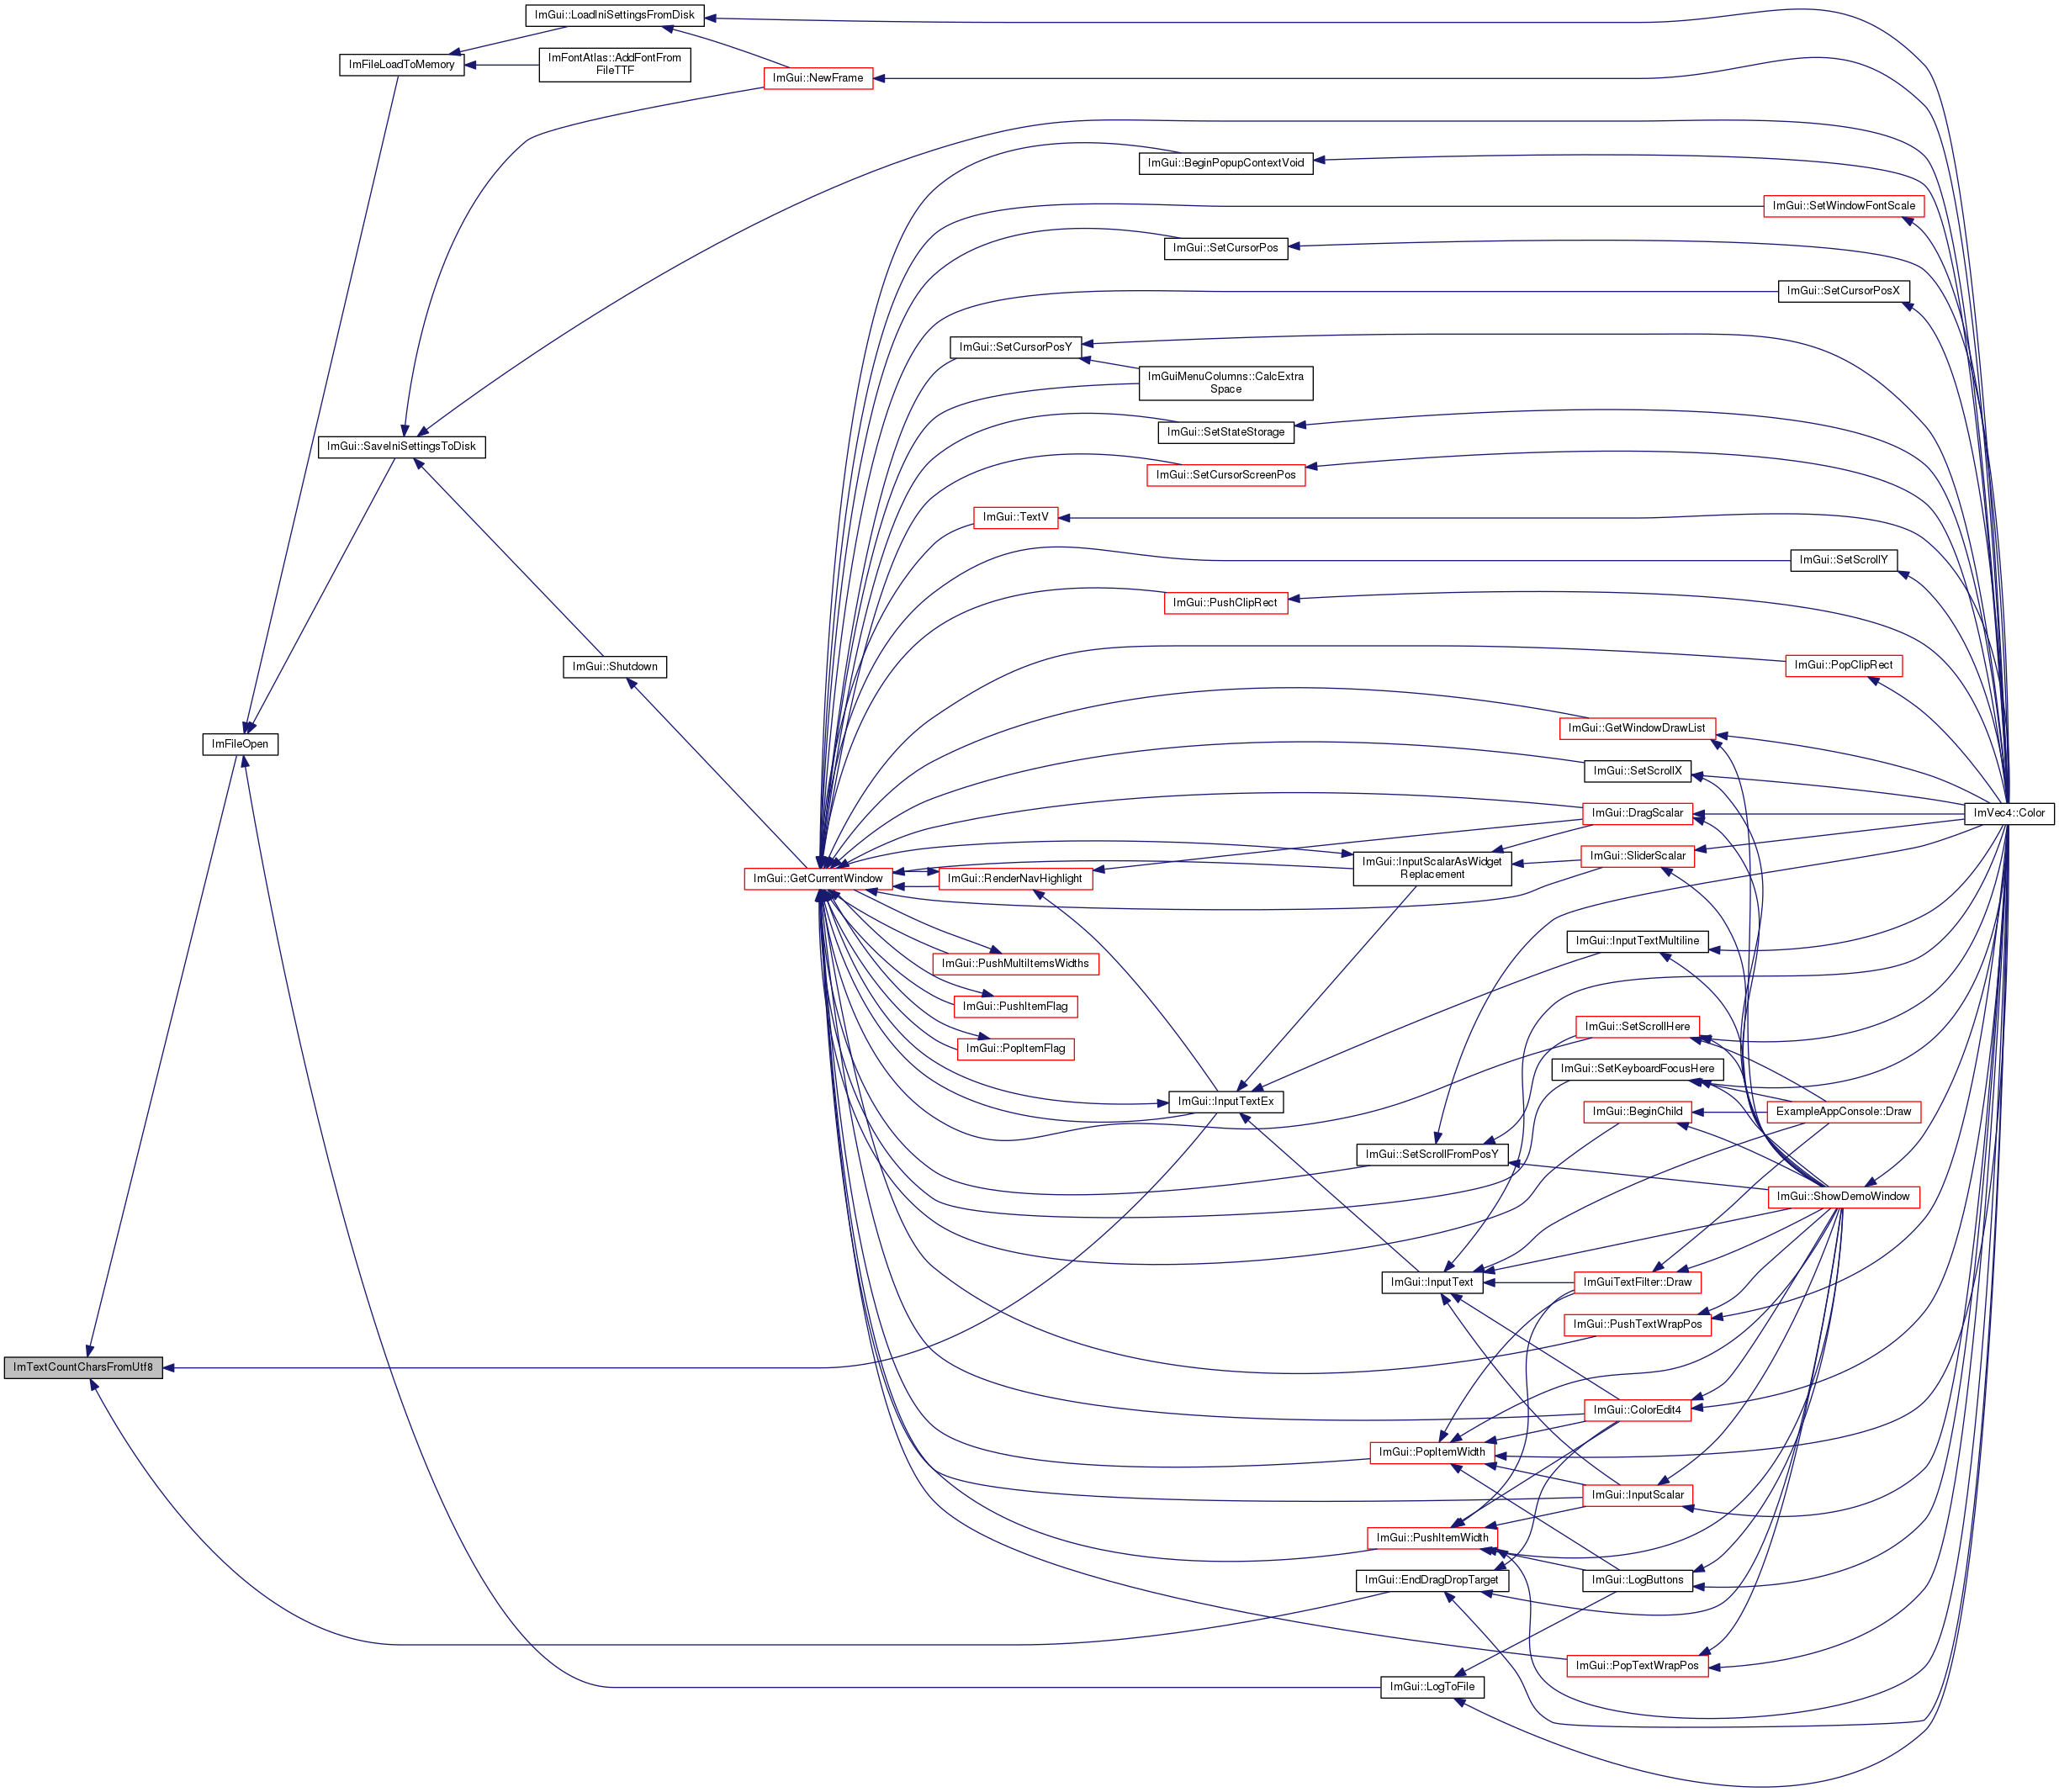 ImGui::LoadIniSettingsFromDisk
ImFileLoadToMemory
ImFontAtlas::AddFontFrom
FileTTF
ImGui::NewFrame
ImGui::BeginPopupContextVoid
ImGui::SetWindowFontScale
ImGui::SetCursorPos
ImGui::SetCursorPosX
ImGui::SetCursorPosY
ImGuiMenuColumns::CalcExtra
Space
ImGui::SetStateStorage
ImGui::SaveIniSettingsToDisk
ImGui::SetCursorScreenPos
ImGui::TextV
ImGui::SetScrollY
ImGui::PushClipRect
ImGui::Shutdown
ImGui::PopClipRect
ImGui::GetWindowDrawList
ImFileOpen
ImGui::SetScrollX
ImGui::DragScalar
ImVec4::Color
ImGui::InputScalarAsWidget
Replacement
ImGui::SliderScalar
ImGui::GetCurrentWindow
ImGui::RenderNavHighlight
ImGui::InputTextMultiline
ImGui::PushMultiItemsWidths
ImGui::PushItemFlag
ImGui::SetScrollHere
ImGui::PopItemFlag
ImGui::SetKeyboardFocusHere
ImGui::InputTextEx
ImGui::BeginChild
ExampleAppConsole::Draw
ImGui::SetScrollFromPosY
ImGui::ShowDemoWindow
ImGui::InputText
ImGuiTextFilter::Draw
ImGui::PushTextWrapPos
ImTextCountCharsFromUtf8
ImGui::ColorEdit4
ImGui::PopItemWidth
ImGui::InputScalar
ImGui::PushItemWidth
ImGui::EndDragDropTarget
ImGui::LogButtons
ImGui::PopTextWrapPos
ImGui::LogToFile